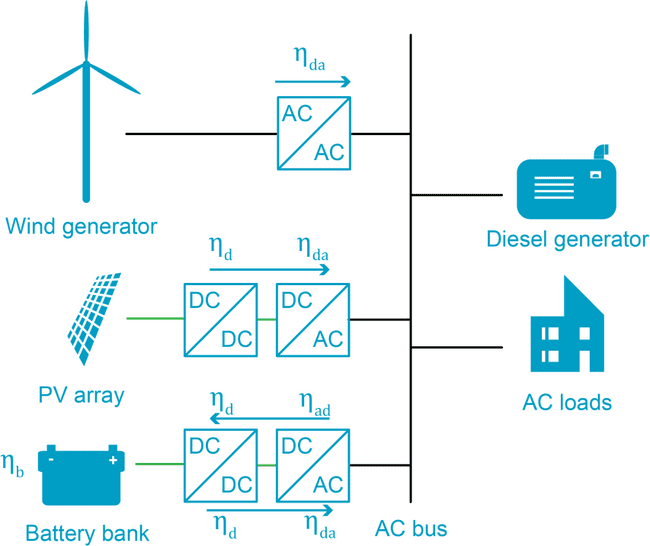 η_da
AC
AC
Wind generator
Diesel generator
η_d
η_da
DC
DC
DC
AC
PV array
AC loads
η_d
η_ad
η_b
- +
DC
DC
DC
AC
η_d
η_da
Battery bank
AC bus